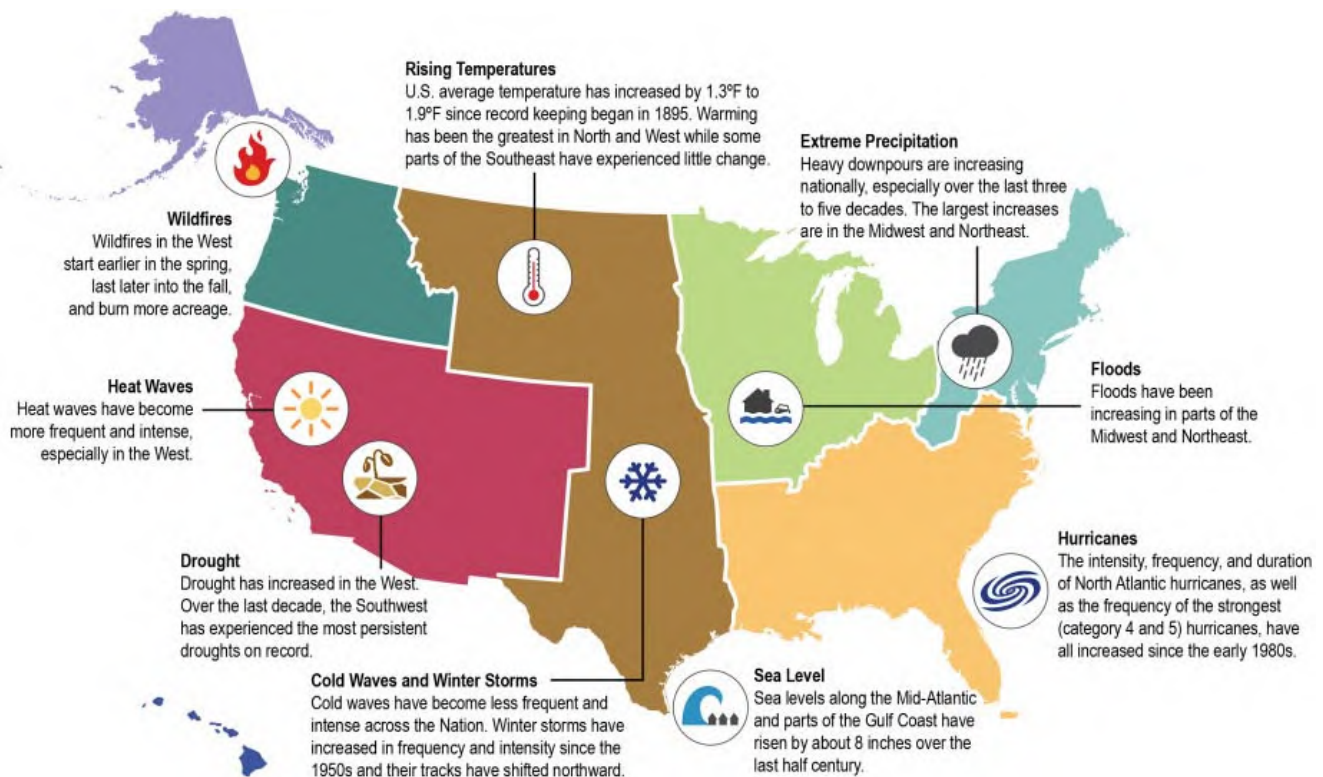 Rising Temperatures
U.S. average temperature has increased by 1.3ºF to
1.9ºF since record keeping began in 1895. Warming
has been the greatest in North and West while some
parts of the Southeast have experienced little change.
Extreme Precipitation
Heavy downpours are increasing
nationally, especially over the last three
to five decades. The largest increases
are in the Midwest and Northeast.
Wildfires
Wildfires in the West
start earlier in the spring,
last later into the fall,
and burn more acreage.
Heat Waves
Heat waves have become
more frequent and intense,
especially in the West.
Floods
Floods have been
increasing in parts of the
Midwest and Northeast.
Drought
Drought has increased in the West.
Over the last decade, the Southwest
has experienced the most persistent
droughts on record.
Hurricanes
The intensity, frequency, and duration
of North Atlantic hurricanes, as well
as the frequency of the strongest
(category 4 and 5) hurricanes, have
all increased since the early 1980s.
Cold Waves and Winter Storms
Cold waves have become less frequent and
intense across the Nation. Winter storms have
increased in frequency and intensity since the
1950s and their tracks have shifted northward.
Sea Level
Sea levels along the Mid-Atlantic
and parts of the Gulf Coast have
risen by about 8 inches over the
last half century.